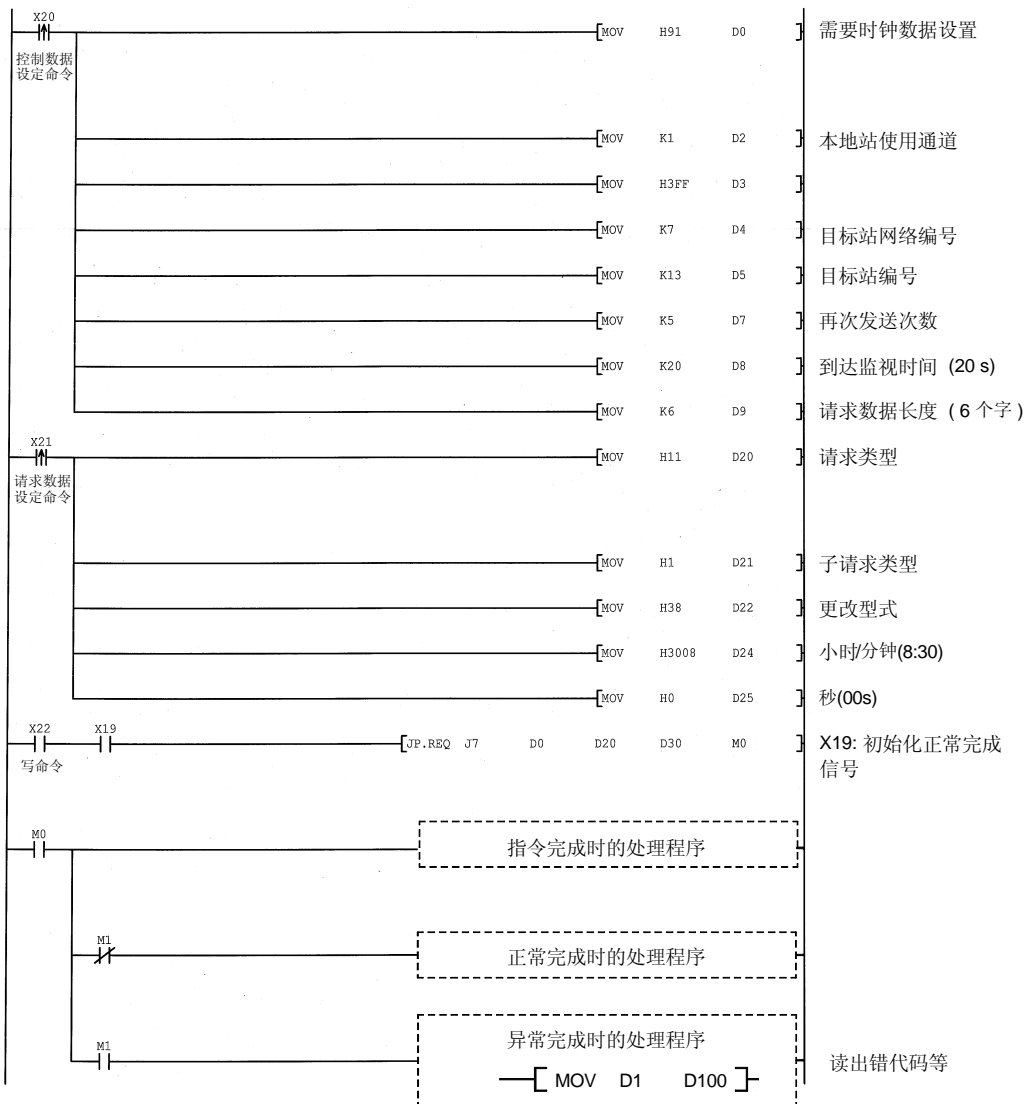 X20
控制数据
设定命令
MOV H91 D0 需要时钟数据设置
MOV K1 D2 本地站使用通道
MOV H3FF D3
MOV K7 D4 目标站网络编号
MOV K13 D5 目标站编号
MOV K5 D7 再次发送次数
MOV K20 D8 到达监视时间 (20 s)
MOV K6 D9 请求数据长度 ( 6 个字 )
X21
请求数据
设定命令
MOV H11 D20 请求类型
MOV H1 D21 子请求类型
MOV H38 D22 更改型式
MOV H3008 D24 小时/分钟(8:30)
MOV H0 D25 秒(00s)
X22 X19
写命令
JP.REQ J7 D0 D20 D30 M0 X19: 初始化正常完成
信号
M0
指令完成时的处理程序
M1
正常完成时的处理程序
M1
异常完成时的处理程序
MOV D1 D100 读出错代码等